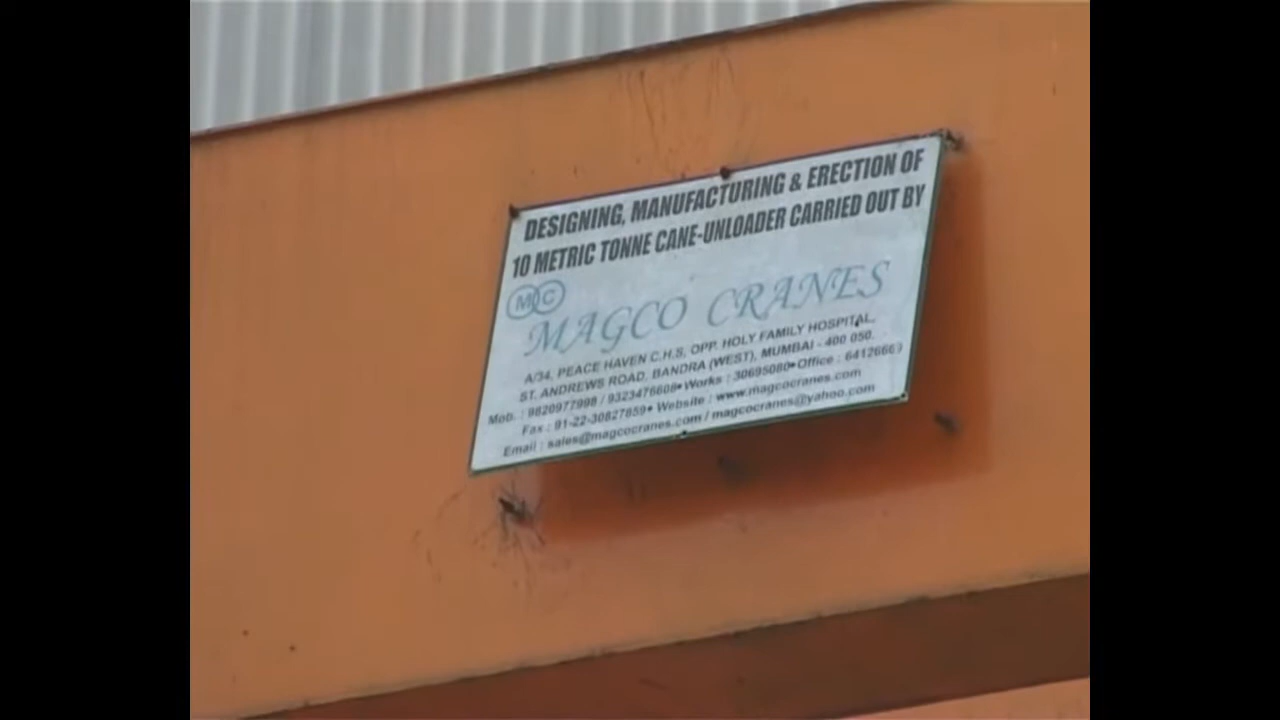 DESIGNING, MANUFACTURING & ERECTION OF
10 METRIC TONNE CANE-UNLOADER CARRIED OUT BY
MC
MAGCO CRANES
A/34, PEACE HAVEN C.H.S, OPP. HOLY FAMILY HOSPITAL,
ST. ANDREWS ROAD, BANDRA (WEST), MUMBAI - 400 050.
Mob. : 9820977998 / 9323476608• Works : 30695080• Office :
Fax : 91-22-30827859• Website : www.magcocranes.com
Email : sales@magcocranes.com / magcocranes@yahoo.com